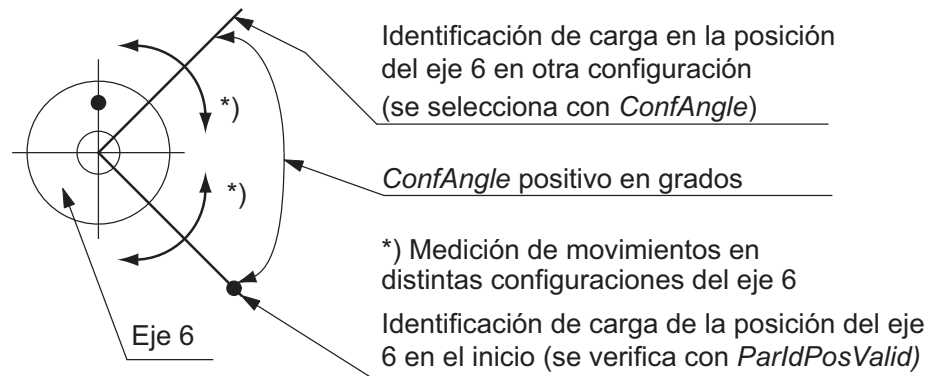 Identificación de carga en la posición
del eje 6 en otra configuración
(se selecciona con ConfAngle)
*)
ConfAngle positivo en grados
*)
*) Medición de movimientos en
distintas configuraciones del eje 6
Identificación de carga de la posición del eje
6 en el inicio (se verifica con ParIdPosValid)
Eje 6